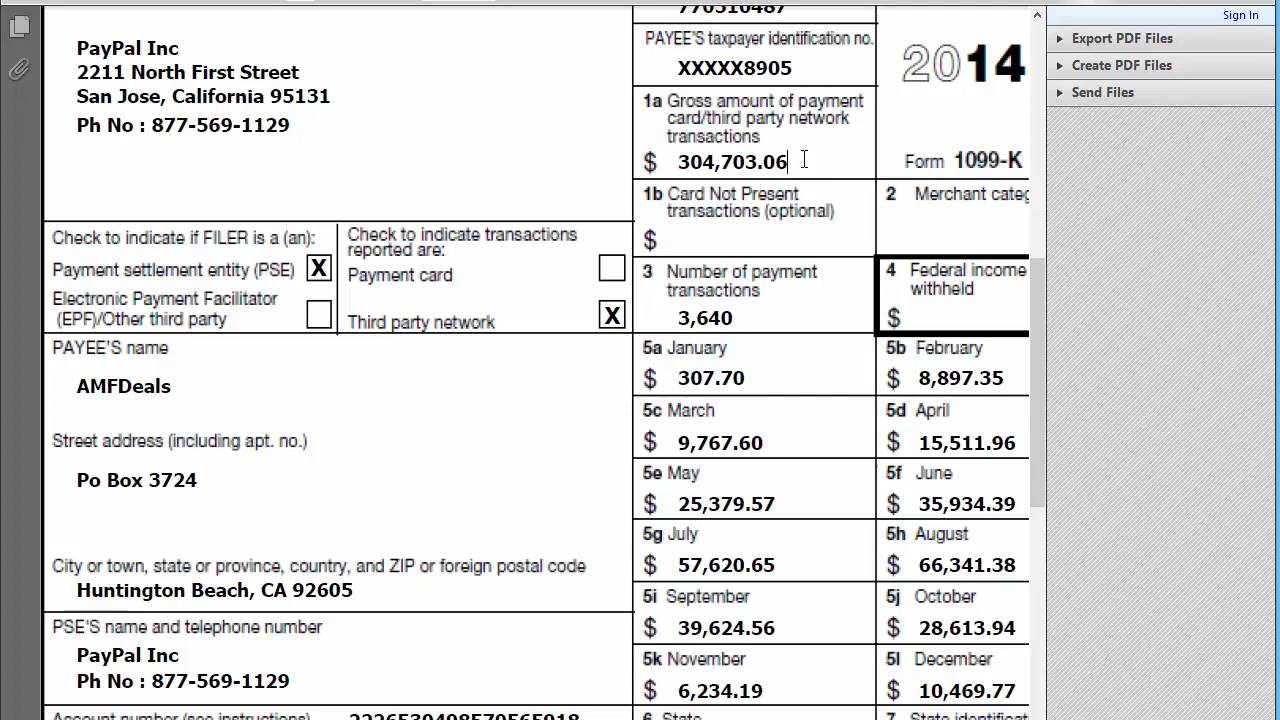 770510487
Sign In
PayPal Inc
2211 North First Street
San Jose, California 95131
Ph No : 877-569-1129
PAYEE'S taxpayer identification no.
XXXXX8905
2014
Export PDF Files
Create PDF Files
Send Files
1a Gross amount of payment
card/third party network
transactions
$ 304,703.06
Form 1099-K
1b Card Not Present
transactions (optional)
$
2 Merchant categ
Check to indicate if FILER is a (an):
Payment settlement entity (PSE) X
Electronic Payment Facilitator
(EPF)/Other third party
Check to indicate transactions
reported are:
Payment card
Third party network X
3 Number of payment
transactions
3,640
4 Federal income
withheld
$
PAYEE'S name
AMFDeals
Street address (including apt. no.)
Po Box 3724
City or town, state or province, country, and ZIP or foreign postal code
Huntington Beach, CA 92605
PSE'S name and telephone number
PayPal Inc
Ph No : 877-569-1129
5a January
$ 307.70
5b February
$ 8,897.35
5c March
$ 9,767.60
5d April
$ 15,511.96
5e May
$ 25,379.57
5f June
$ 35,934.39
5g July
$ 57,620.65
5h August
$ 66,341.38
5i September
$ 39,624.56
5j October
$ 28,613.94
5k November
$ 6,234.19
5l December
$ 10,469.77
Account number (see instructions)
6 State
7 State identificat